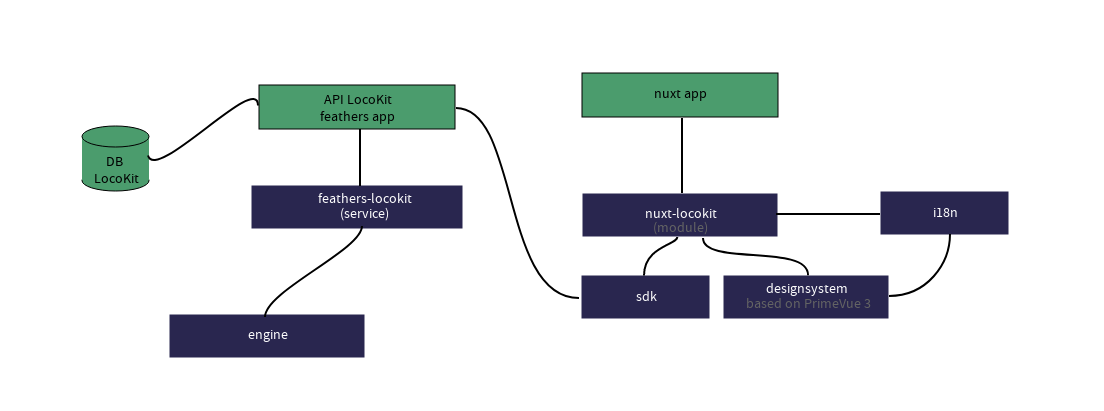 nuxt app
API LocoKit
feathers app
DB
LocoKit
feathers-locokit
(service)
nuxt-locokit
(module)
i18n
sdk
designsystem
based on PrimeVue 3
engine